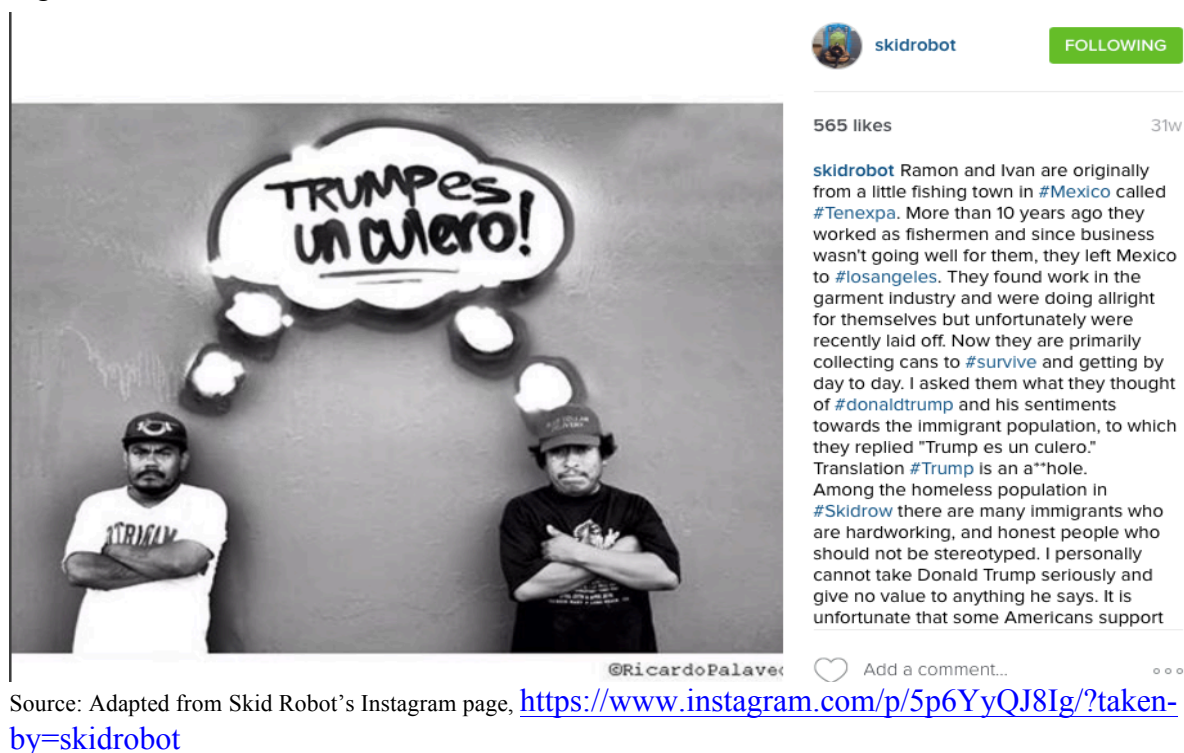 TRUMP es
un culero!
©RicardoPalave
skidrobot
FOLLOWING
565 likes
31w
skidrobot Ramon and Ivan are originally
from a little fishing town in #Mexico called
#Tenexpa. More than 10 years ago they
worked as fishermen and since business
wasn't going well for them, they left Mexico
to #losangeles. They found work in the
garment industry and were doing allright
for themselves but unfortunately were
recently laid off. Now they are primarily
collecting cans to #survive and getting by
day to day. I asked them what they thought
of #donaldtrump and his sentiments
towards the immigrant population, to which
they replied "Trump es un culero."
Translation #Trump is an a**hole.
Among the homeless population in
#Skidrow there are many immigrants who
are hardworking, and honest people who
should not be stereotyped. I personally
cannot take Donald Trump seriously and
give no value to anything he says. It is
unfortunate that some Americans support
Add a comment...
Source: Adapted from Skid Robot's Instagram page, https://www.instagram.com/p/5p6YyQJ8Ig/?taken-
by=skidrobot